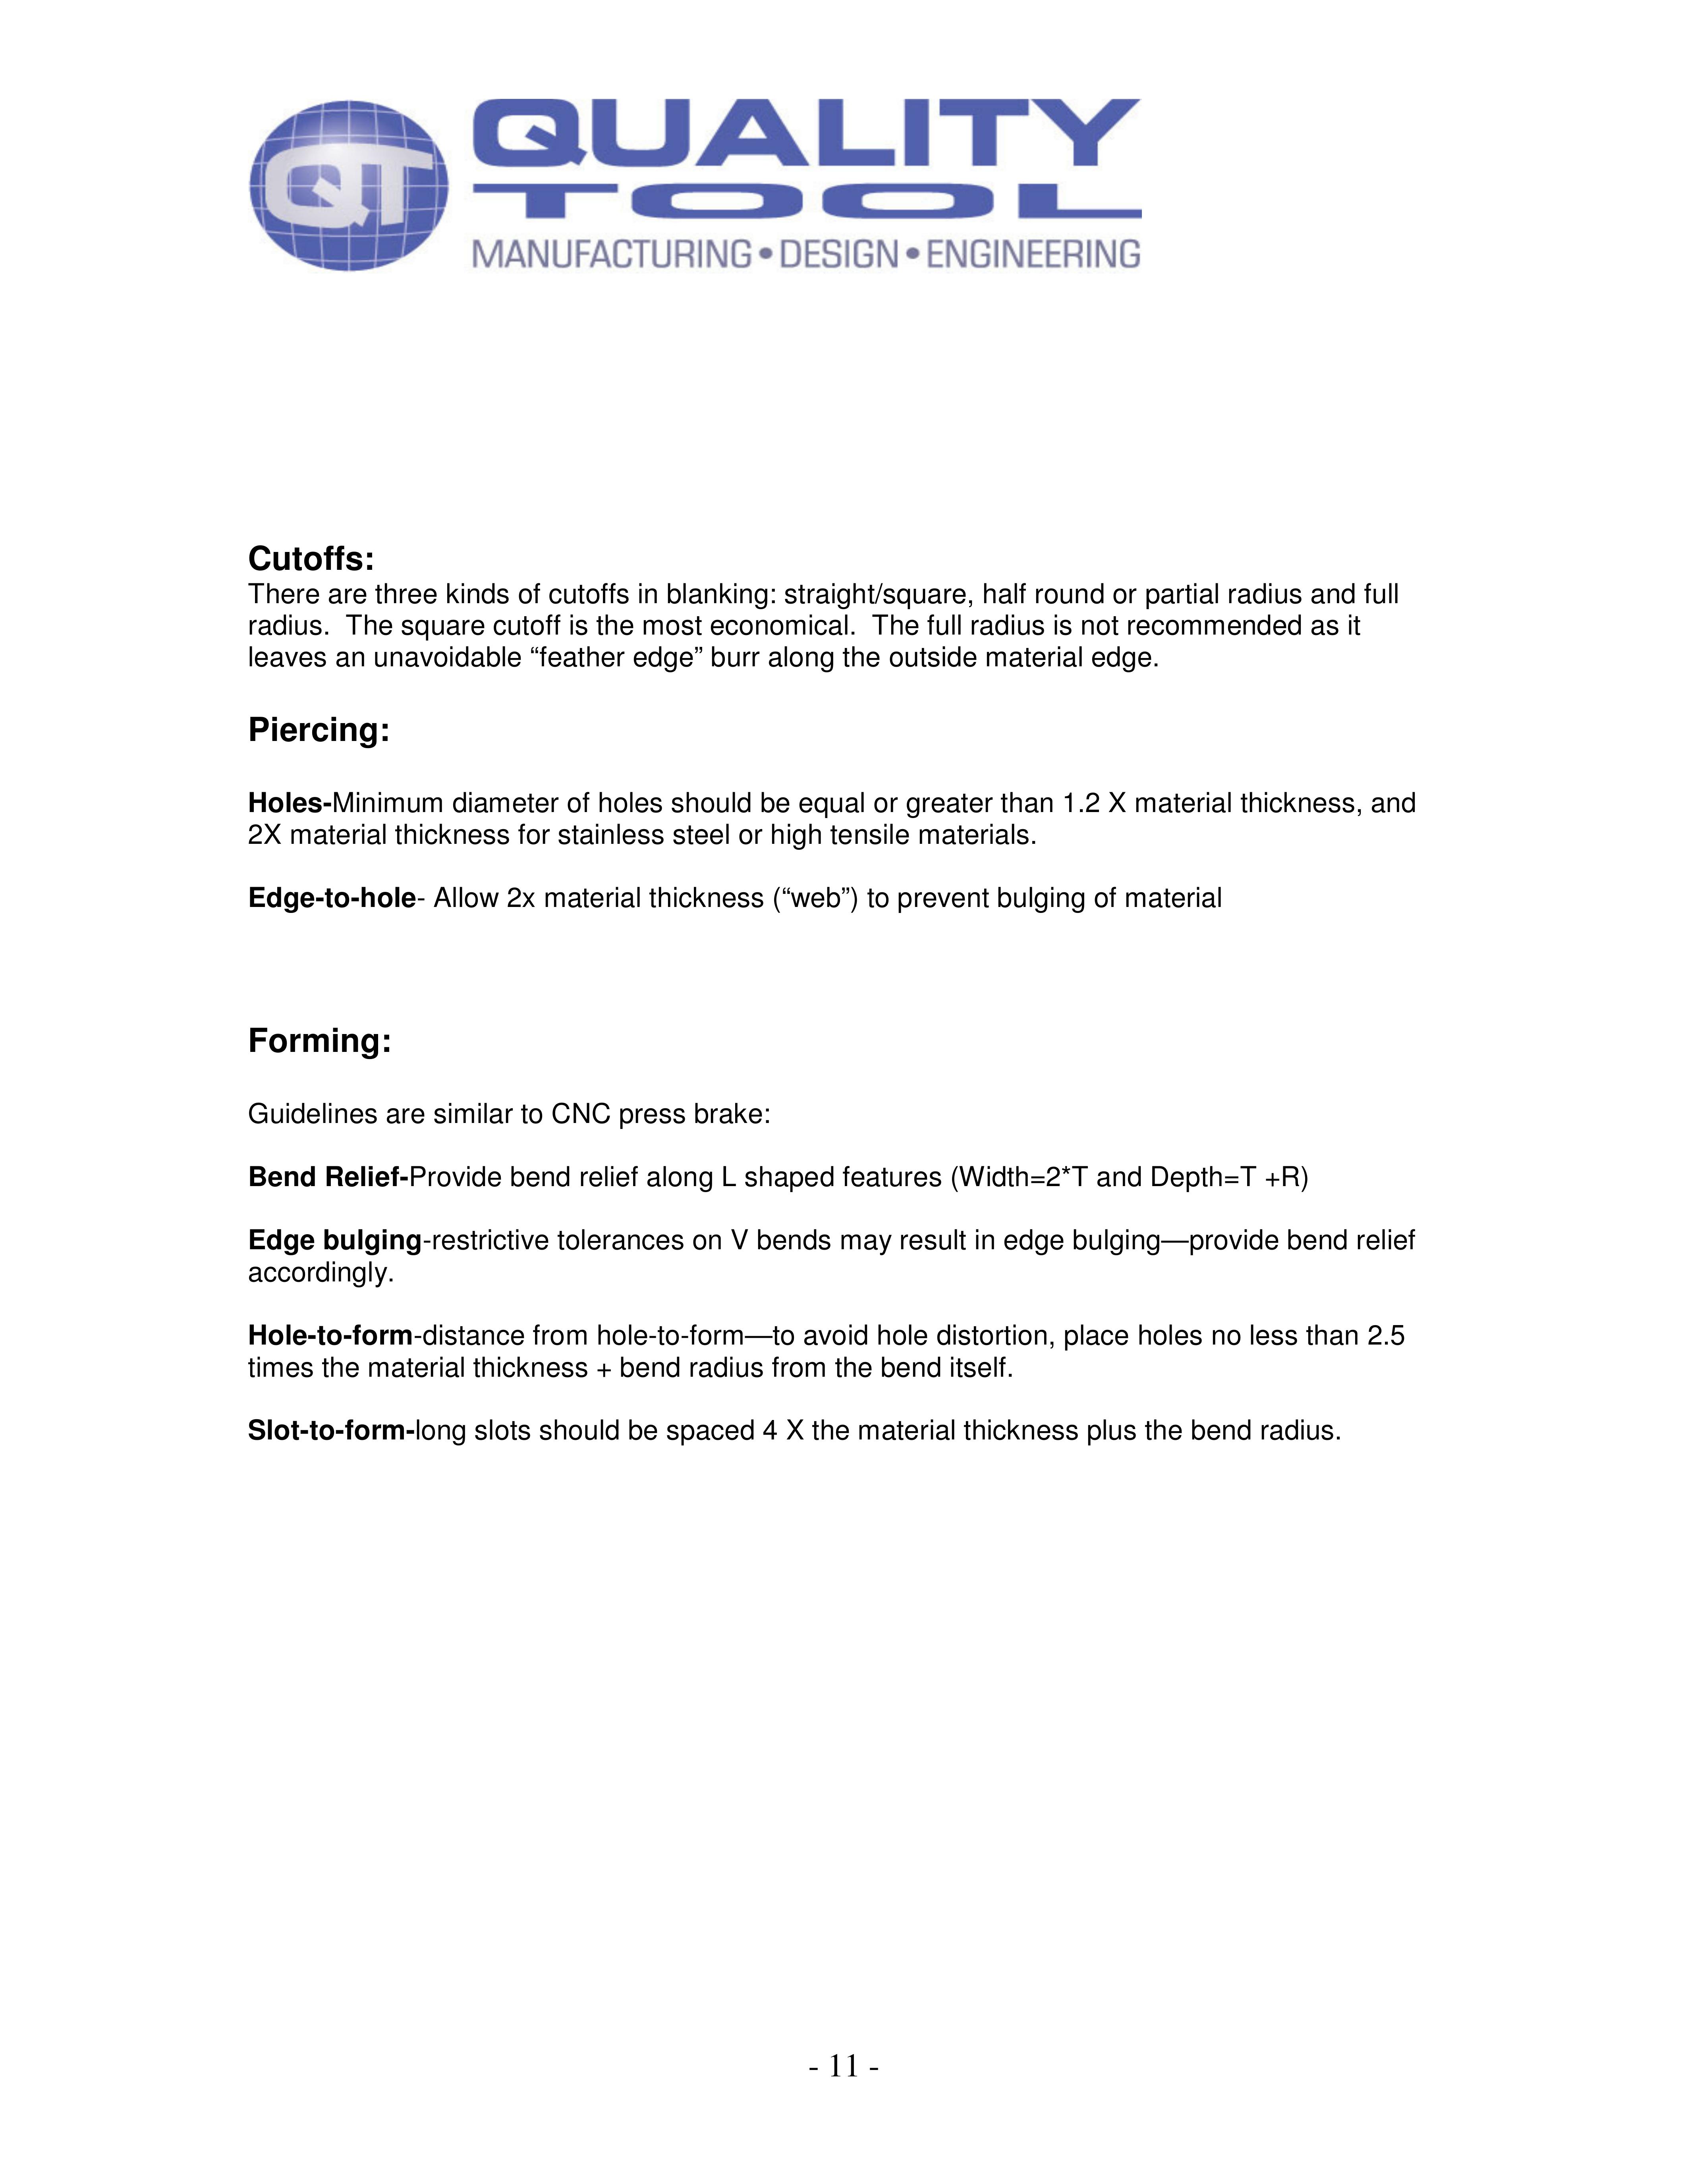 QT
QUALITY
TOOL
MANUFACTURING • DESIGN • ENGINEERING
Cutoffs:
There are three kinds of cutoffs in blanking: straight/square, half round or partial radius and full
radius.  The square cutoff is the most economical.  The full radius is not recommended as it
leaves an unavoidable “feather edge” burr along the outside material edge.
Piercing:
Holes-Minimum diameter of holes should be equal or greater than 1.2 X material thickness, and
2X material thickness for stainless steel or high tensile materials.
Edge-to-hole- Allow 2x material thickness (“web”) to prevent bulging of material
Forming:
Guidelines are similar to CNC press brake:
Bend Relief-Provide bend relief along L shaped features (Width=2*T and Depth=T +R)
Edge bulging-restrictive tolerances on V bends may result in edge bulging—provide bend relief
accordingly.
Hole-to-form-distance from hole-to-form—to avoid hole distortion, place holes no less than 2.5
times the material thickness + bend radius from the bend itself.
Slot-to-form-long slots should be spaced 4 X the material thickness plus the bend radius.
- 11 -